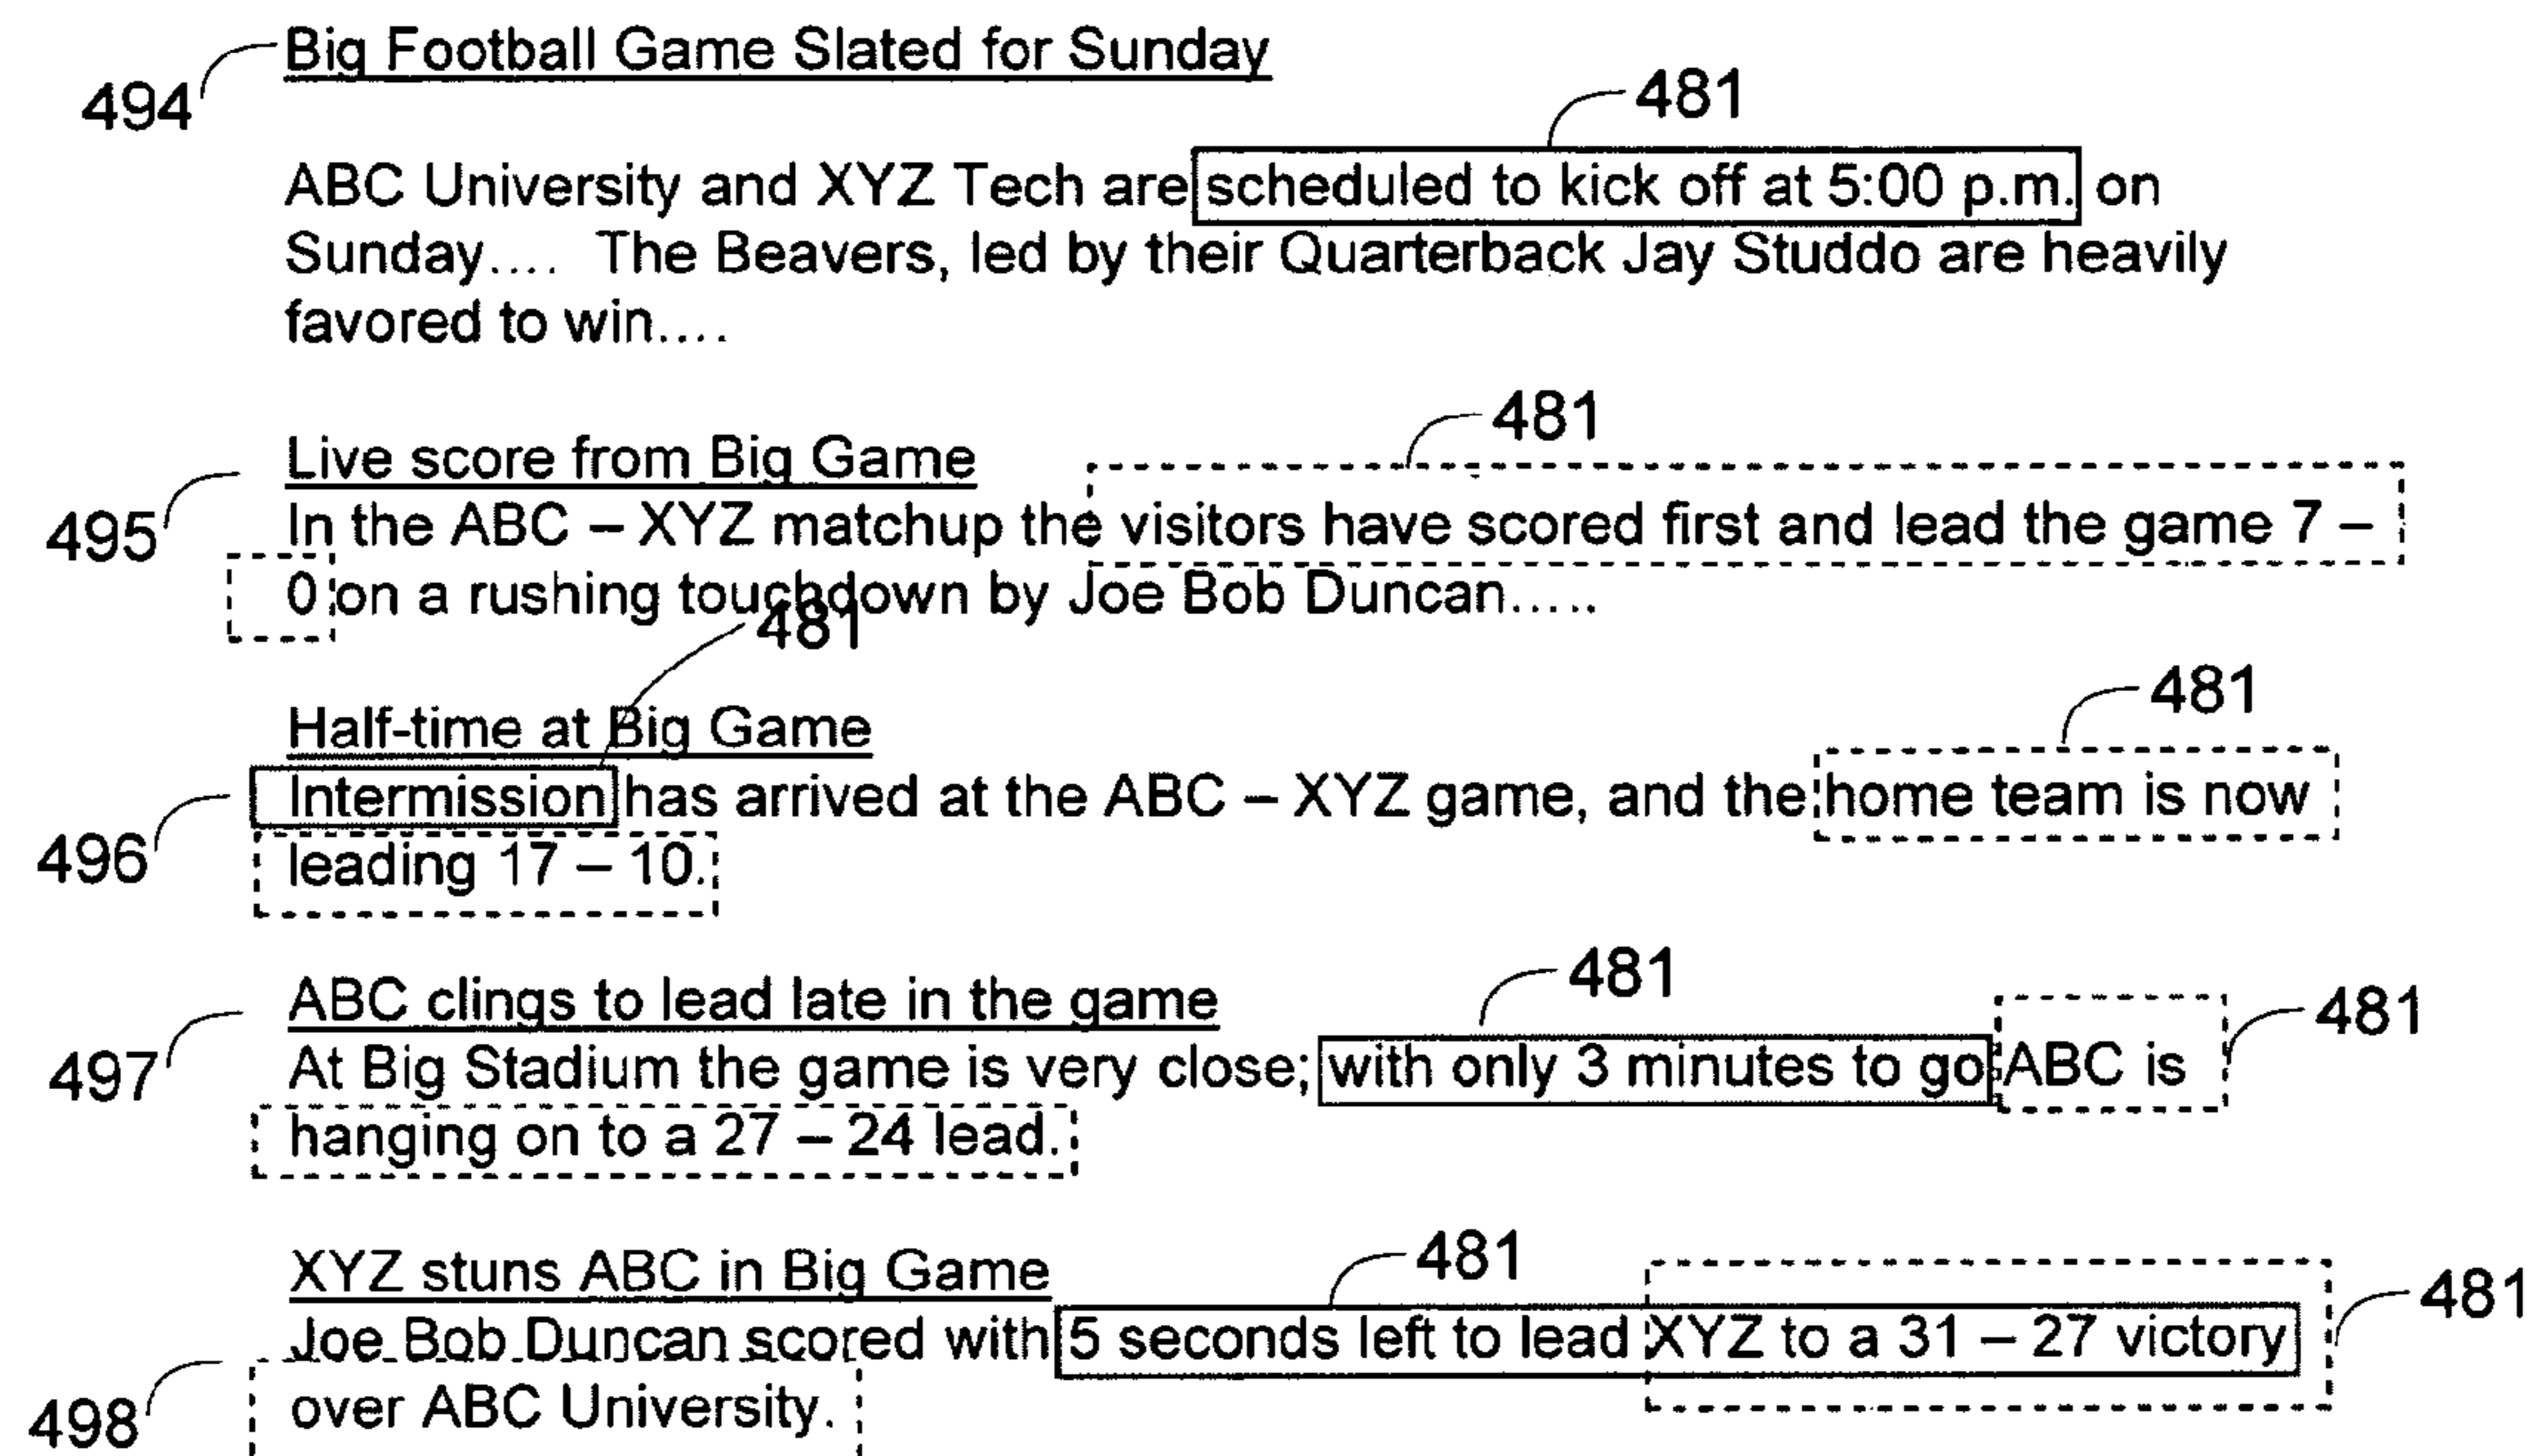 Big Football Game Slated for Sunday
494
481
ABC University and XYZ Tech are scheduled to kick off at 5:00 p.m. on
Sunday.... The Beavers, led by their Quarterback Jay Studdo are heavily
favored to win....
481
Live score from Big Game
495
In the ABC – XYZ matchup the visitors have scored first and lead the game 7 –
0 on a rushing touchdown by Joe Bob Duncan.....
481
481
Half-time at Big Game
Intermission has arrived at the ABC – XYZ game, and the home team is now
496
leading 17 – 10.
481
ABC clings to lead late in the game
481
497
At Big Stadium the game is very close; with only 3 minutes to go ABC is
hanging on to a 27 – 24 lead.
481
XYZ stuns ABC in Big Game
481
Joe Bob Duncan scored with 5 seconds left to lead XYZ to a 31 – 27 victory
498
over ABC University.